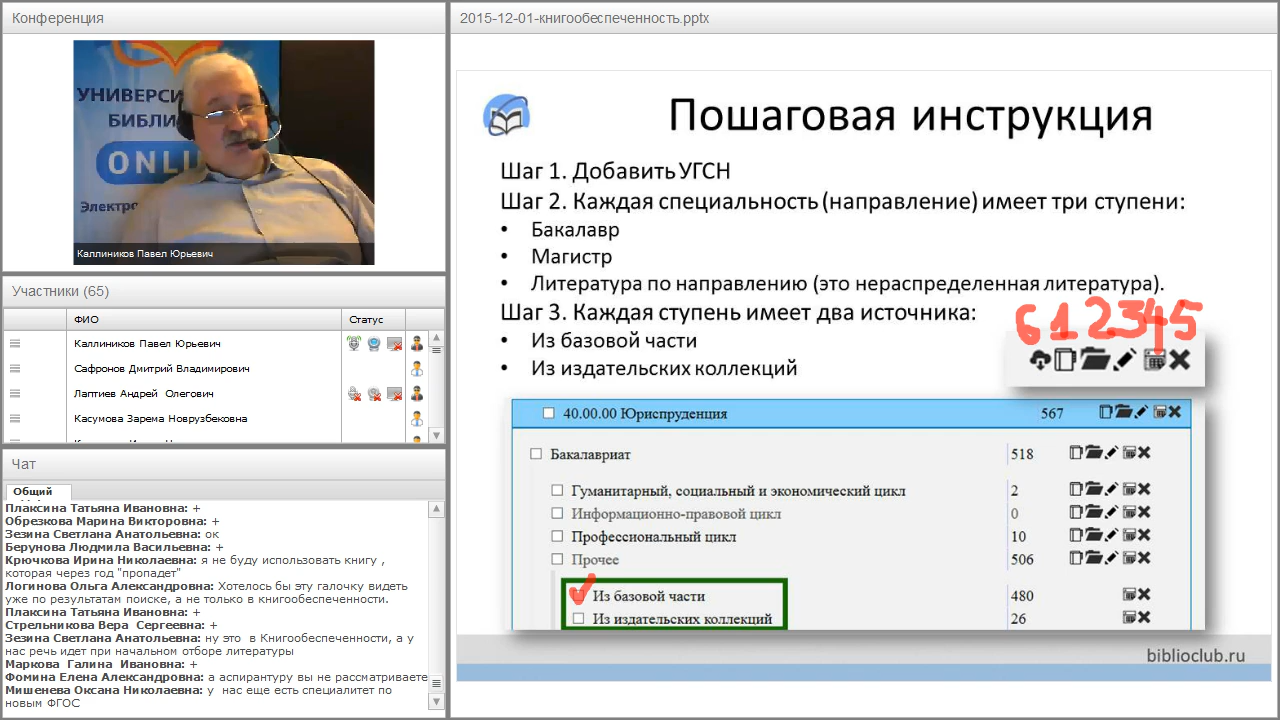 Конференция
УНИВЕРСИ
БИБЛИО
ONLI
Электро
Каллиников Павел Юрьевич
Участники (65)
ФИО
Статус
Каллиников Павел Юрьевич
Сафронов Дмитрий Владимирович
Лаптиев Андрей Олегович
Касумова Зарема Новрузбековна
Чат
Общий
Плаксина Татьяна Ивановна: +
Обрезкова Марина Викторовна: +
Зезина Светлана Анатольевна: ок
Берунова Людмила Васильевна: +
Крючкова Ирина Николаевна: я не буду использовать книгу ,
которая через год "пропадет"
Логинова Ольга Александровна: Хотелось бы эту галочку видеть
уже по результатам поиске, а не только в книгообеспеченности.
Плаксина Татьяна Ивановна: +
Стрельникова Вера Сергеевна: +
Зезина Светлана Анатольевна: ну это в Книгообеспеченности, а у
нас речь идет при начальном отборе литературы
Маркова Галина Ивановна: +
Фомина Елена Александровна: а аспирантуру вы не рассматриваете
Мишенева Оксана Николаевна: у нас еще есть специалитет по
новым ФГОС
2015-12-01-книгообеспеченность.pptx
Пошаговая инструкция
Шаг 1. Добавить УГСН
Шаг 2. Каждая специальность (направление) имеет три ступени:
• Бакалавр
• Магистр
• Литература по направлению (это нераспределенная литература).
Шаг 3. Каждая ступень имеет два источника:
• Из базовой части
• Из издательских коллекций
612345
40.00.00 Юриспруденция 567
Бакалавриат 518
Гуманитарный, социальный и экономический цикл 2
Информационно-правовой цикл 0
Профессиональный цикл 10
Прочее 506
Из базовой части 480
Из издательских коллекций 26
biblioclub.ru